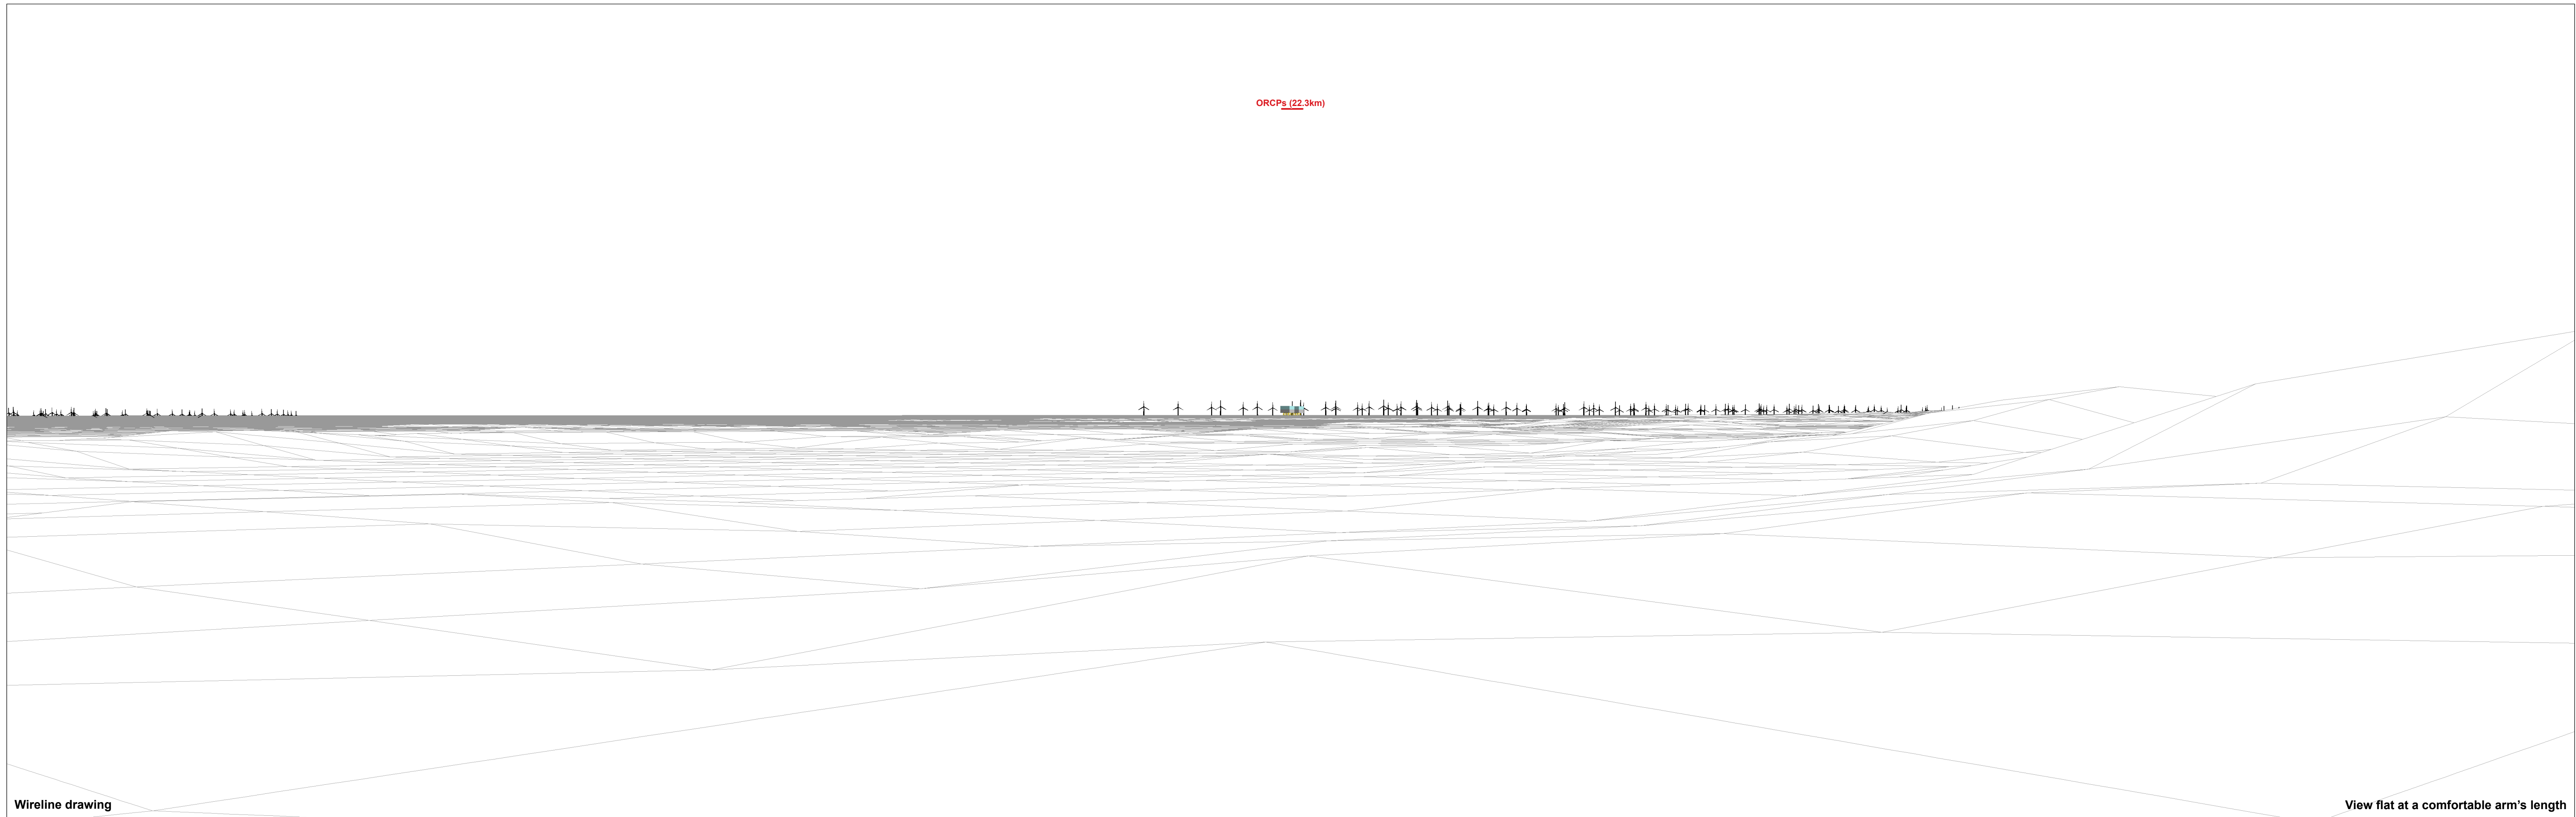 ORCPs (22.3km)
Wireline drawing
View flat at a comfortable arm’s length